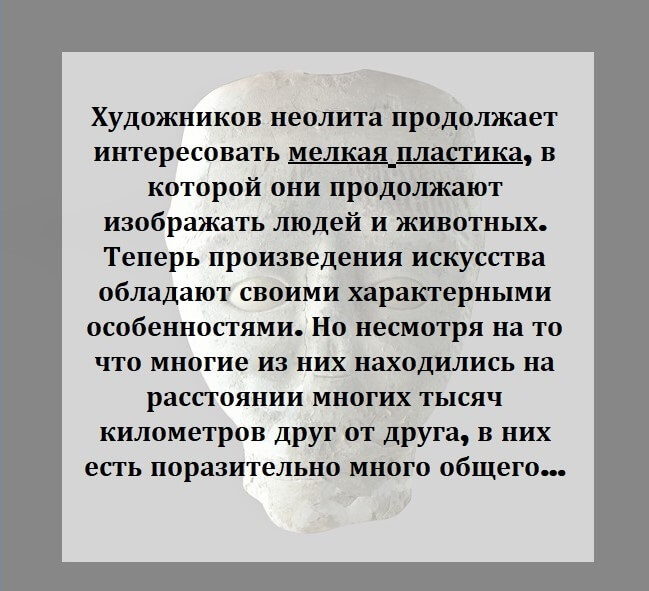 Художников неолита продолжает
интересовать мелкая пластика, в
которой они продолжают
изображать людей и животных.
Теперь произведения искусства
обладают своими характерными
особенностями. Но несмотря на то
что многие из них находились на
расстоянии многих тысяч
километров друг от друга, в них
есть поразительно много общего...